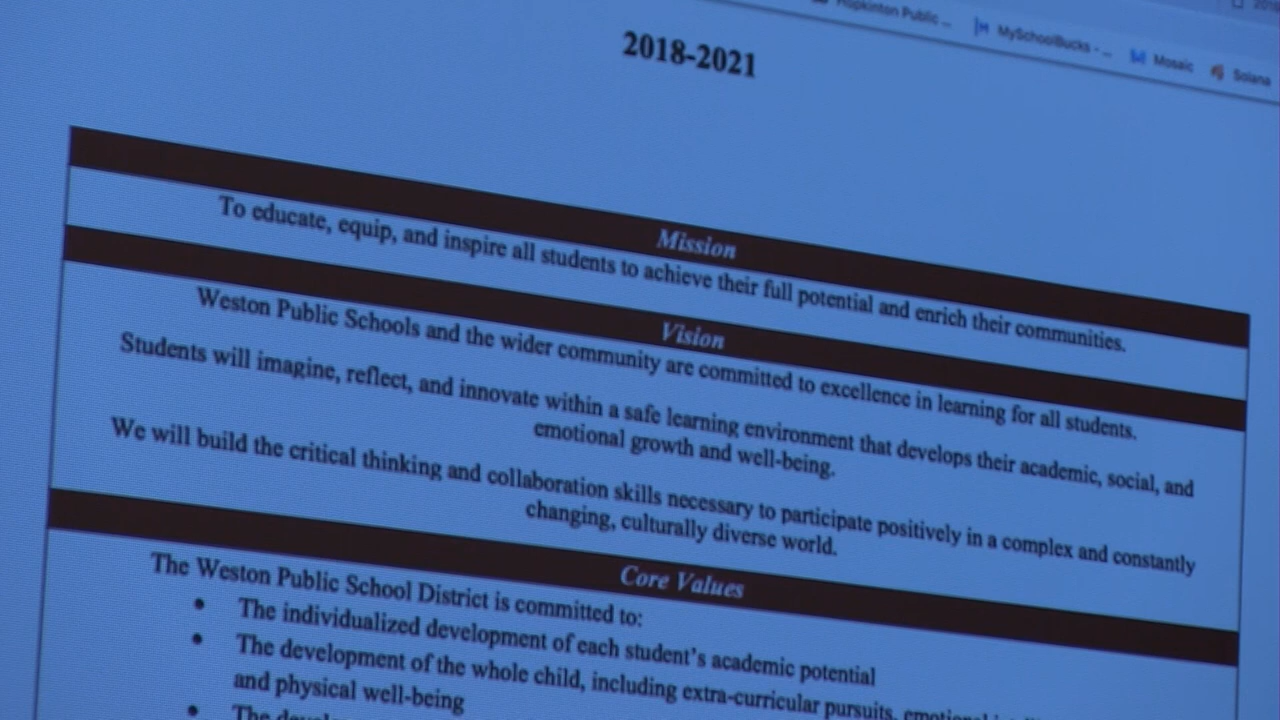 Hopkinton Public ...
MySchoolBucks - ...
Mosaic
Solana
2018-2021
Mission
To educate, equip, and inspire all students to achieve their full potential and enrich their communities.
Vision
Weston Public Schools and the wider community are committed to excellence in learning for all students.
Students will imagine, reflect, and innovate within a safe learning environment that develops their academic, social, and
emotional growth and well-being.
We will build the critical thinking and collaboration skills necessary to participate positively in a complex and constantly
changing, culturally diverse world.
Core Values
The Weston Public School District is committed to:
• The individualized development of each student's academic potential
• The development of the whole child, including extra-curricular pursuits, emotional
and physical well-being
• The